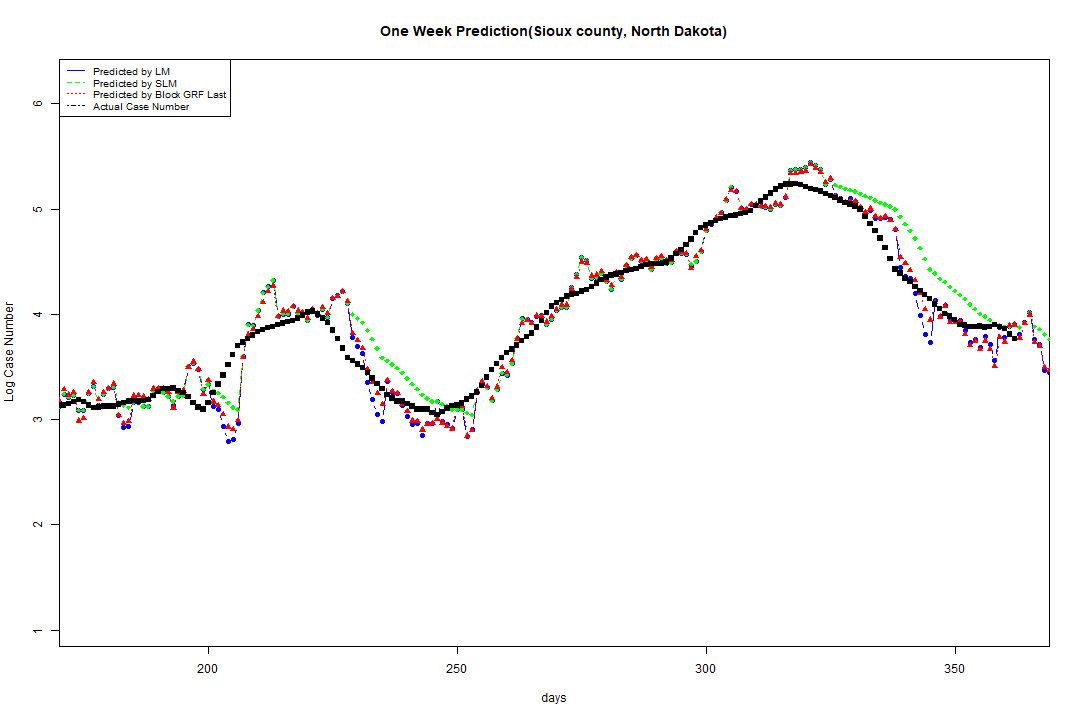 One Week Prediction(Sioux county, North Dakota)
Predicted by LM
Predicted by SLM
Predicted by Block GRF Last
Actual Case Number
6
5
4
3
2
1
Log Case Number
200
250
300
350
days